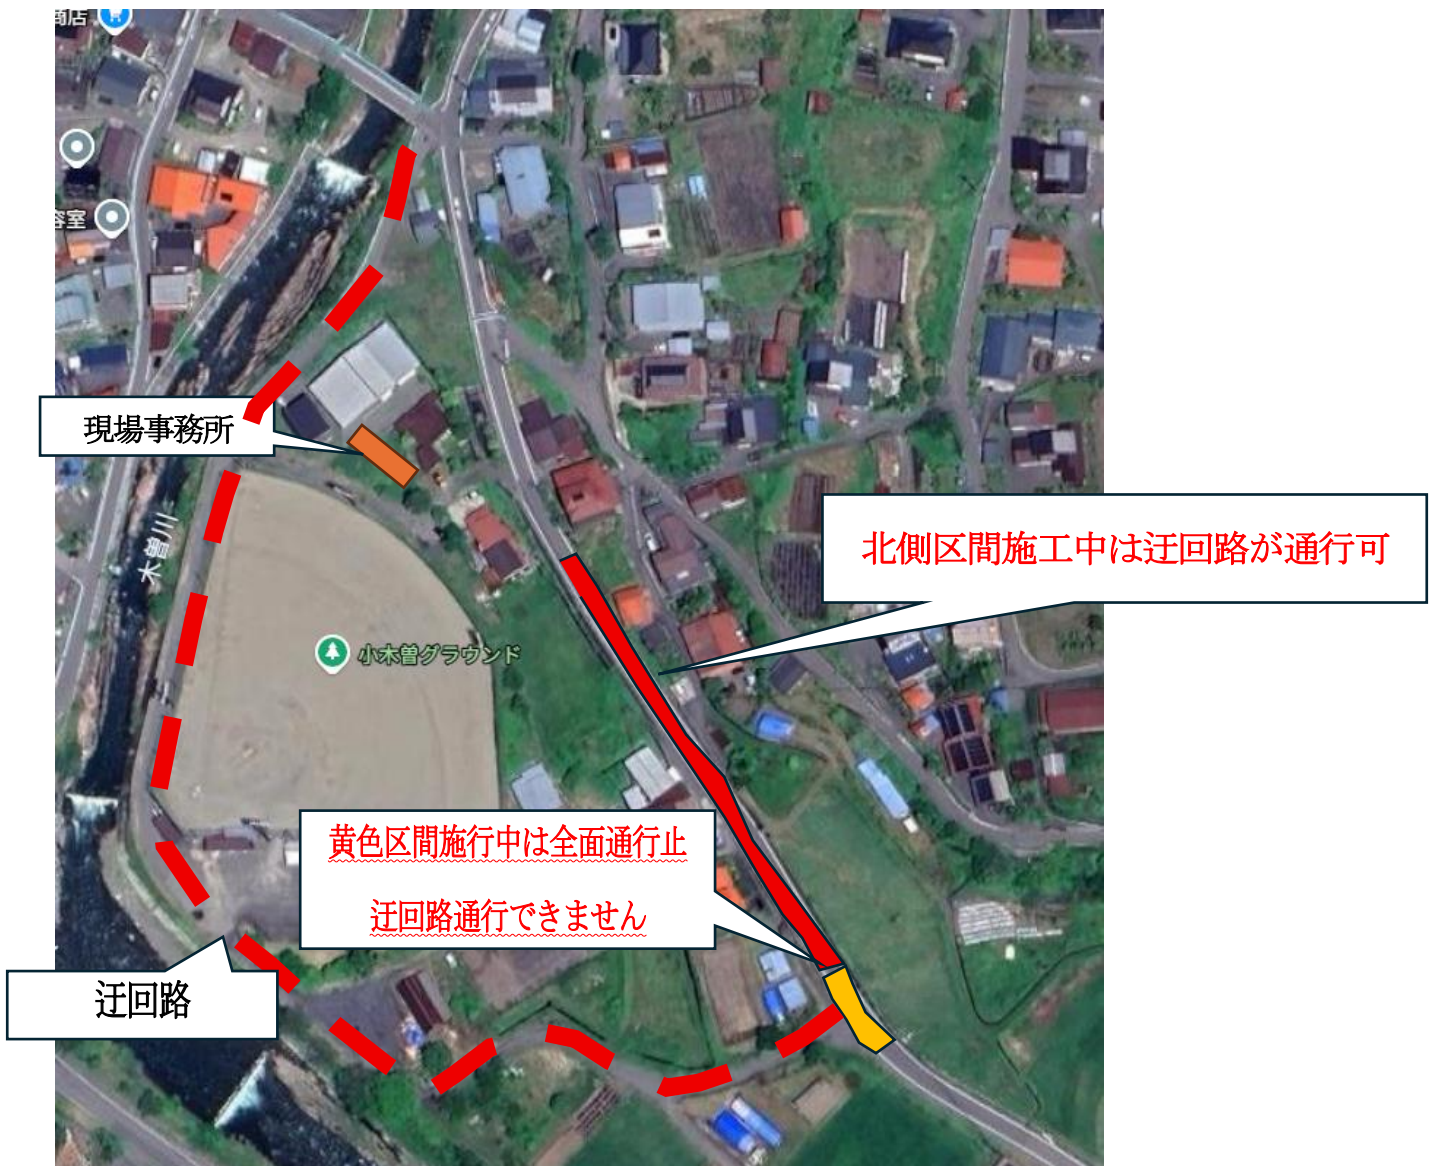 商店
容室
現場事務所
木曽川
北側区間施工中は迂回路が通行可
小木曽グラウンド
黄色区間施行中は全面通行止
迂回路通行できません
迂回路